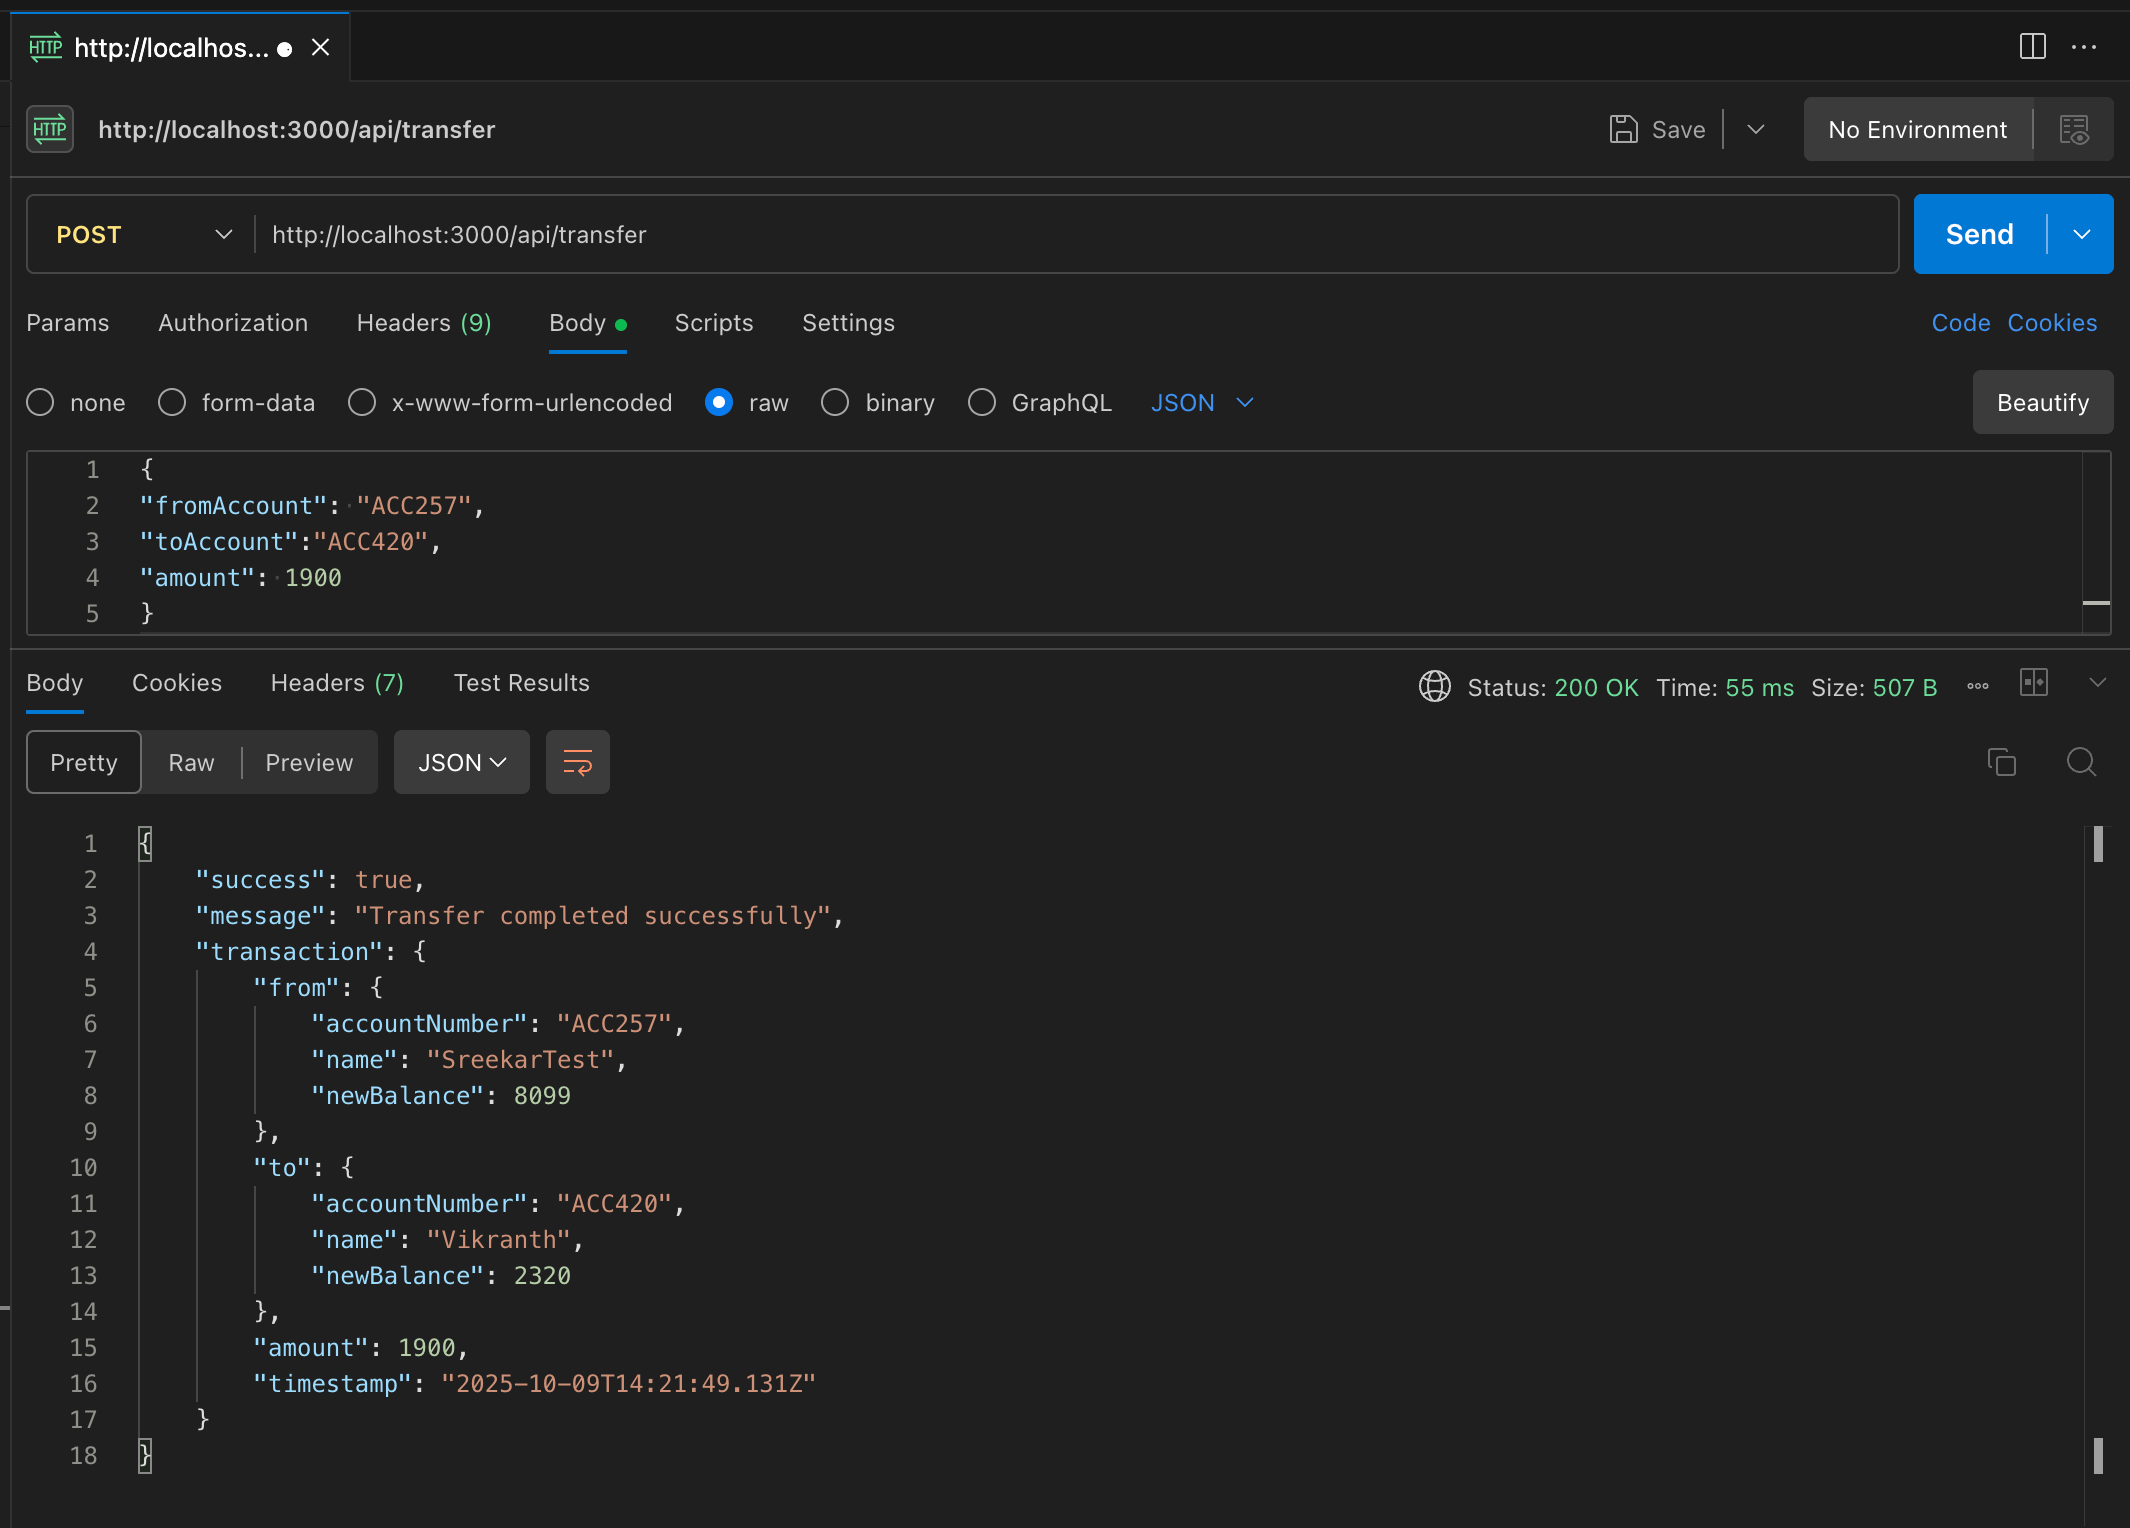 HTTP http://localhos...
HTTP http://localhost:3000/api/transfer Save No Environment
POST http://localhost:3000/api/transfer Send
Params Authorization Headers (9) Body Scripts Settings Code Cookies
none form-data x-www-form-urlencoded raw binary GraphQL JSON Beautify
1 {
2 "fromAccount": "ACC257",
3 "toAccount":"ACC420",
4 "amount": 1900
5 }
Body Cookies Headers (7) Test Results Status: 200 OK Time: 55 ms Size: 507 B
Pretty Raw Preview JSON
1 {
2 "success": true,
3 "message": "Transfer completed successfully",
4 "transaction": {
5 "from": {
6 "accountNumber": "ACC257",
7 "name": "SreekarTest",
8 "newBalance": 8099
9 },
10 "to": {
11 "accountNumber": "ACC420",
12 "name": "Vikranth",
13 "newBalance": 2320
14 },
15 "amount": 1900,
16 "timestamp": "2025-10-09T14:21:49.131Z"
17 }
18 }